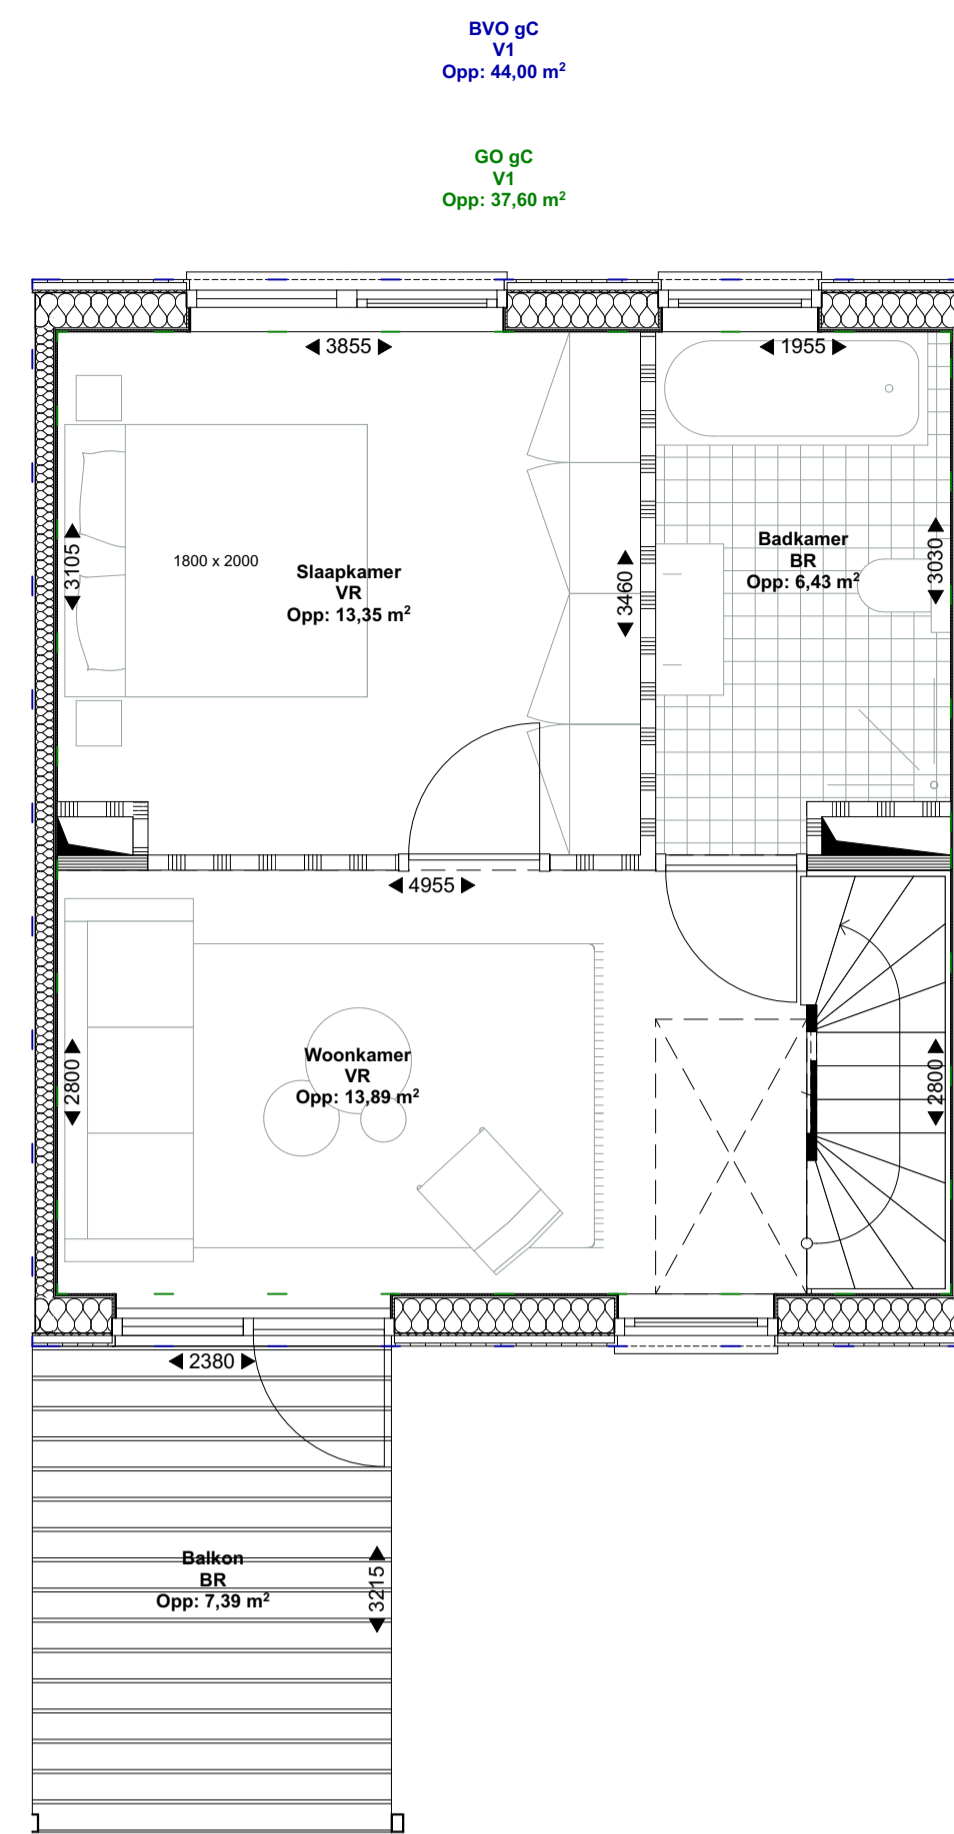 BVO gC
V1
Opp: 44,00 m²
GO gC
V1
Opp: 37,60 m²
3855
1955
3105
1800 x 2000
Slaapkamer
VR
Opp: 13,35 m²
3460
Badkamer
BR
Opp: 6,43 m²
3030
4955
2800
Woonkamer
VR
Opp: 13,89 m²
2800
2380
Balkon
BR
Opp: 7,39 m²
3215